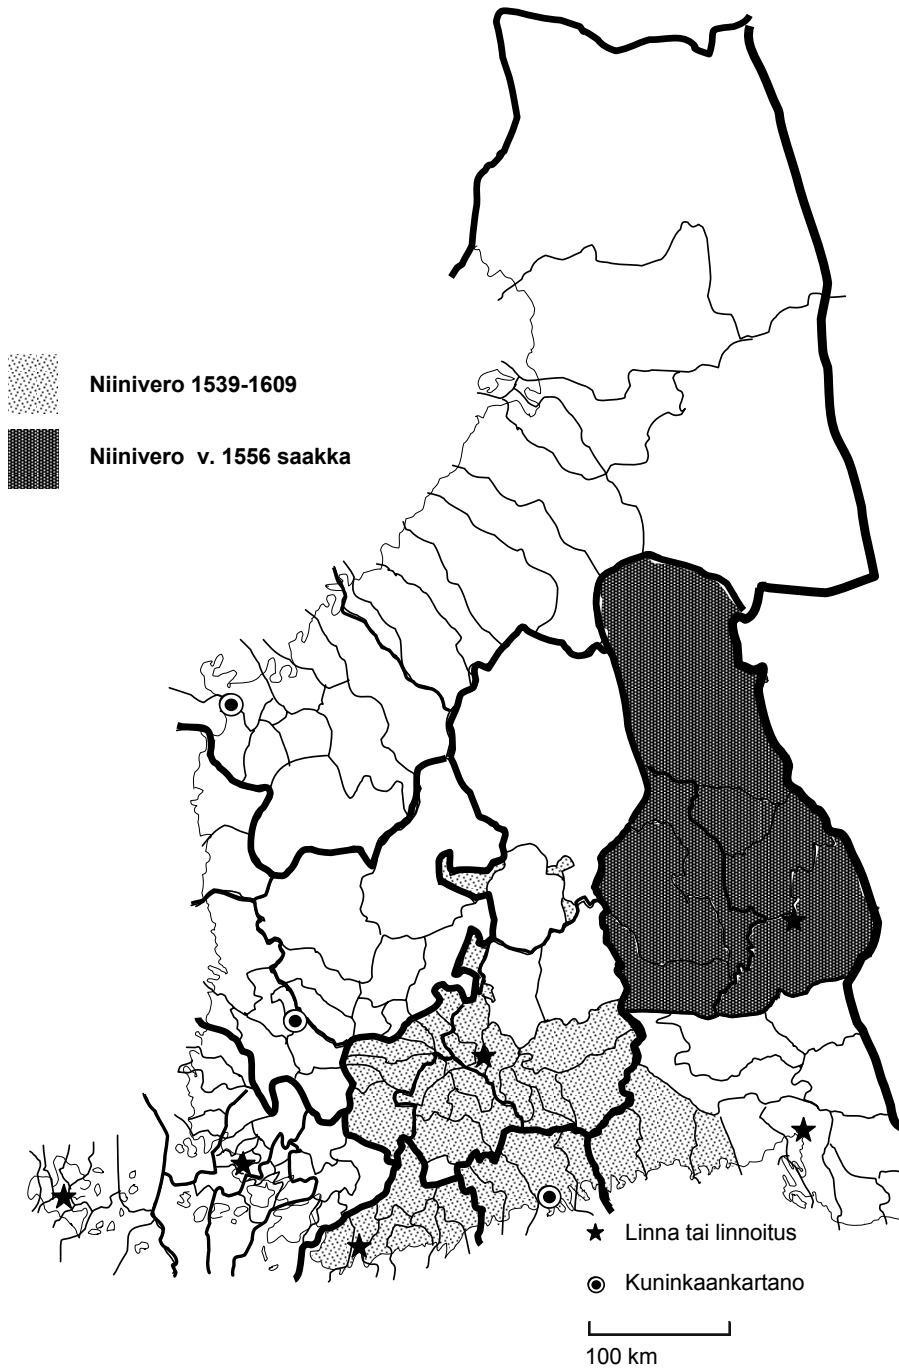 Niinivero 1539-1609
Niinivero v. 1556 saakka
Linna tai linnoitus
Kuninkaankartano
100 km